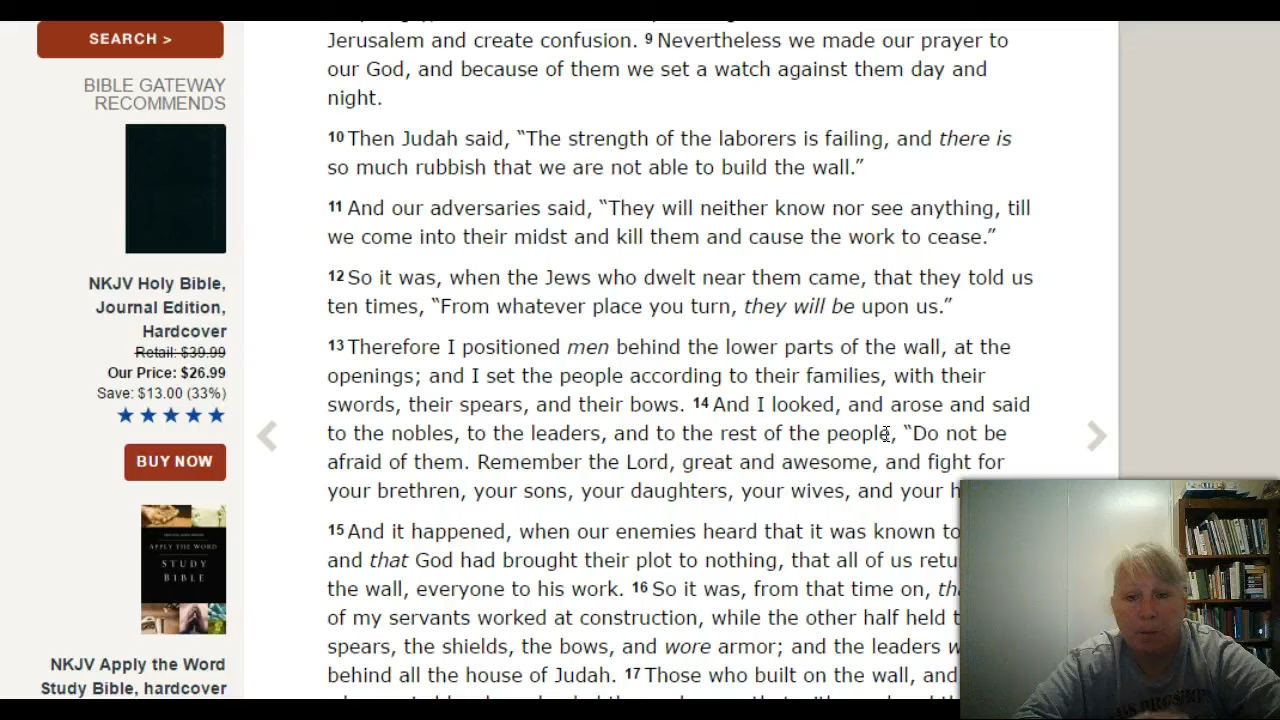 SEARCH >
BIBLE GATEWAY
RECOMMENDS
NKJV Holy Bible,
Journal Edition,
Hardcover
Retail: $39.99
Our Price: $26.99
Save: $13.00 (33%)
BUY NOW
APPLY THE WORD
STUDY
BIBLE
NKJV Apply the Word
Study Bible, hardcover
Jerusalem and create confusion. 9 Nevertheless we made our prayer to
our God, and because of them we set a watch against them day and
night.
10 Then Judah said, “The strength of the laborers is failing, and there is
so much rubbish that we are not able to build the wall.”
11 And our adversaries said, “They will neither know nor see anything, till
we come into their midst and kill them and cause the work to cease.”
12 So it was, when the Jews who dwelt near them came, that they told us
ten times, “From whatever place you turn, they will be upon us.”
13 Therefore I positioned men behind the lower parts of the wall, at the
openings; and I set the people according to their families, with their
swords, their spears, and their bows. 14 And I looked, and arose and said
to the nobles, to the leaders, and to the rest of the people, “Do not be
afraid of them. Remember the Lord, great and awesome, and fight for
your brethren, your sons, your daughters, your wives, and your
15 And it happened, when our enemies heard that it was known to
and that God had brought their plot to nothing, that all of us
the wall, everyone to his work. 16 So it was, from that time on,
of my servants worked at construction, while the other half held
spears, the shields, the bows, and wore armor; and the leaders
behind all the house of Judah. 17 Those who built on the wall, and